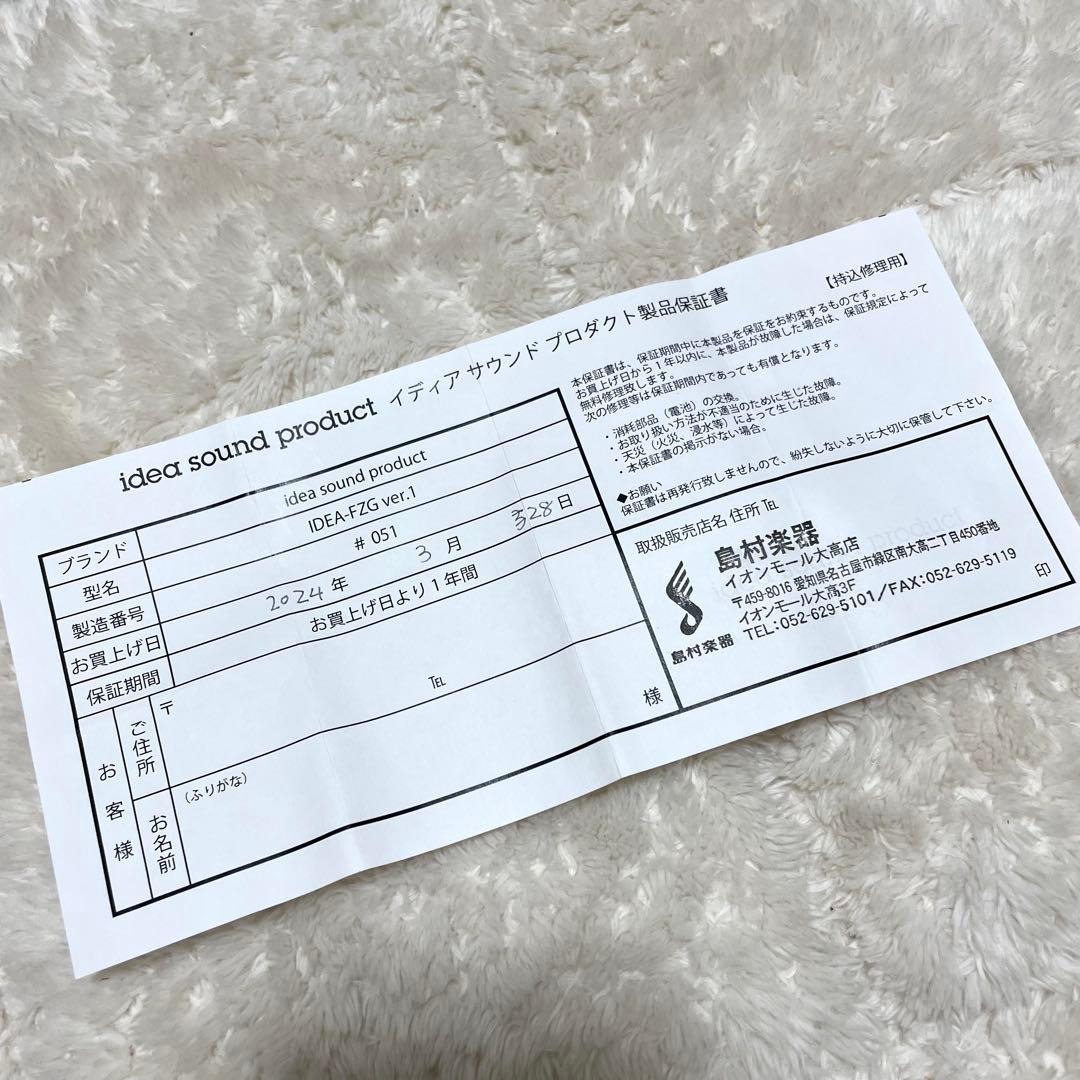 idea sound product イディア サウンド プロダクト製品保証書
【持込修理用】
ブランド idea sound product
型名 IDEA-FZG ver.1
製造番号 # 051
お買上げ日 2024年 3月 28日
保証期間 お買上げ日より1年間
お客様
ご住所 〒 TEL
お名前 (ふりがな) 様
本保証書は、保証期間中に本製品を保証をお約束するものです。
お買上げ日から1年以内に、本製品が故障した場合は、保証規定によって
無料修理致します。
次の修理等は保証期間内であっても有償となります。
・消耗部品（電池）の交換。
・お取り扱い方法が不適当のために生じた故障。
・天災（火災、浸水等）によって生じた故障。
・本保証書の掲示がない場合。
◆お願い
保証書は再発行致しませんので、紛失しないように大切に保管して下さい。
取扱販売店名 住所 TEL
島村楽器
島村楽器
イオンモール大高店
〒459-8016 愛知県名古屋市緑区南大高二丁目450番地
イオンモール大高3F
TEL:052-629-5101/FAX:052-629-5119
印